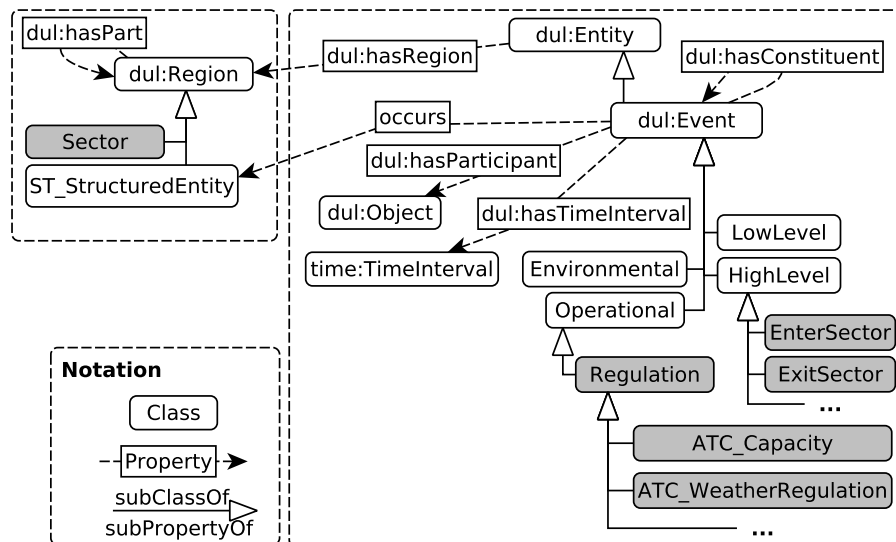 dul:hasPart
dul:Region
Sector
ST_StructuredEntity
dul:Entity
dul:hasRegion
dul:hasConstituent
occurs
dul:Event
dul:hasParticipant
dul:Object
dul:hasTimeInterval
time:TimeInterval
LowLevel
Environmental
HighLevel
Operational
EnterSector
Regulation
ExitSector
...
ATC_Capacity
ATC_WeatherRegulation
...
Notation
Class
Property
subClassOf
subPropertyOf